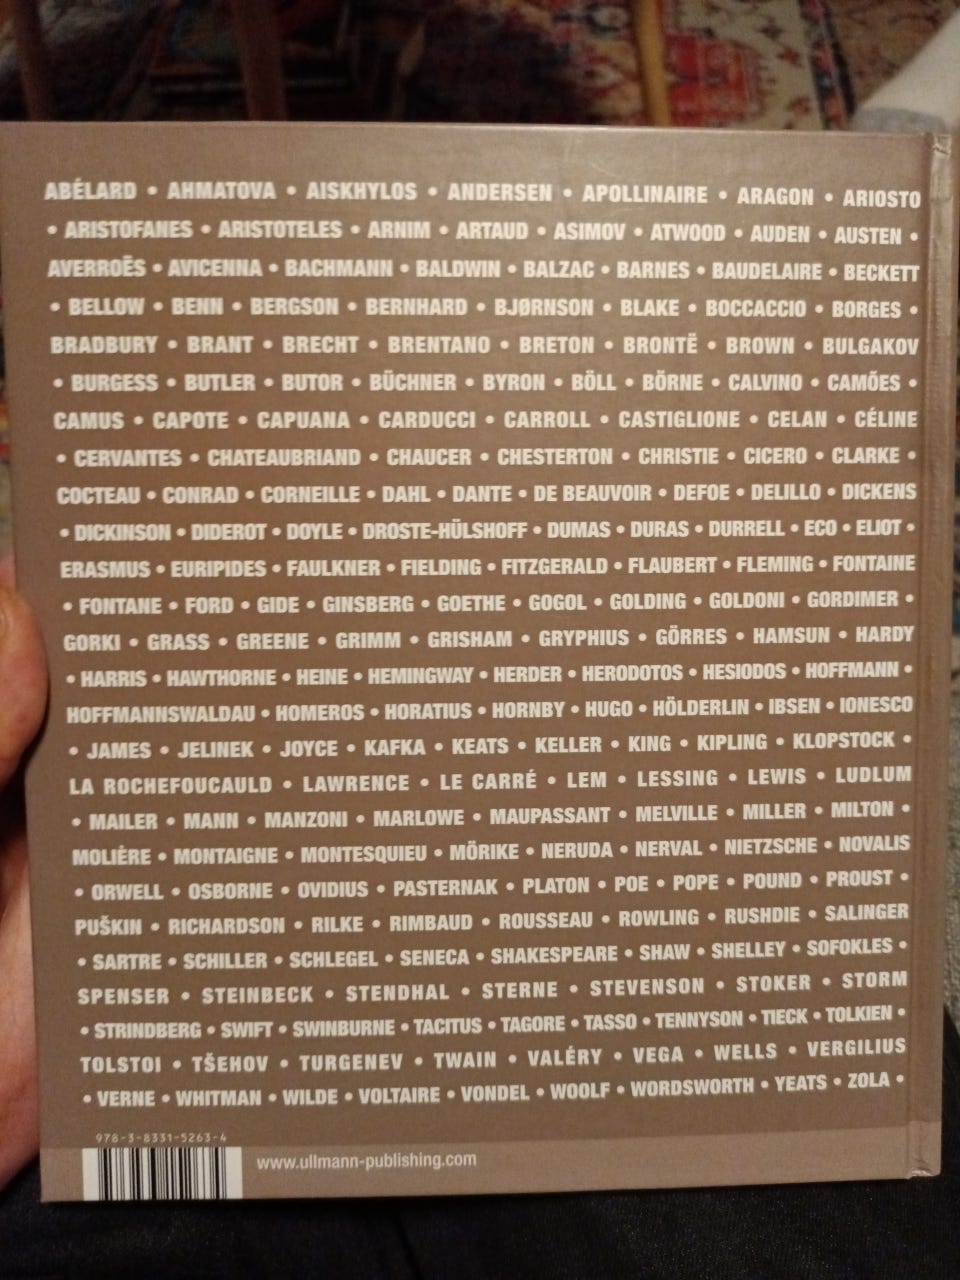 ABÉLARD • AHMATOVA • AISKHYLOS • ANDERSEN • APOLLINAIRE • ARAGON • ARIOSTO
• ARISTOFANES • ARISTOTELES • ARNIM • ARTAUD • ASIMOV • ATWOOD • AUDEN • AUSTEN •
AVERROËS • AVICENNA • BACHMANN • BALDWIN • BALZAC • BARNES • BAUDELAIRE • BECKETT
• BELLOW • BENN • BERGSON • BERNHARD • BJØRNSON • BLAKE • BOCCACCIO • BORGES •
BRADBURY • BRANT • BRECHT • BRENTANO • BRETON • BRONTË • BROWN • BULGAKOV
• BURGESS • BUTLER • BUTOR • BÜCHNER • BYRON • BÖLL • BÖRNE • CALVINO • CAMÕES •
CAMUS • CAPOTE • CAPUANA • CARDUCCI • CARROLL • CASTIGLIONE • CELAN • CÉLINE
• CERVANTES • CHATEAUBRIAND • CHAUCER • CHESTERTON • CHRISTIE • CICERO • CLARKE •
COCTEAU • CONRAD • CORNEILLE • DAHL • DANTE • DE BEAUVOIR • DEFOE • DELILLO • DICKENS
• DICKINSON • DIDEROT • DOYLE • DROSTE-HÜLSHOFF • DUMAS • DURAS • DURRELL • ECO • ELIOT •
ERASMUS • EURIPIDES • FAULKNER • FIELDING • FITZGERALD • FLAUBERT • FLEMING • FONTAINE
• FONTANE • FORD • GIDE • GINSBERG • GOETHE • GOGOL • GOLDING • GOLDONI • GORDIMER •
GORKI • GRASS • GREENE • GRIMM • GRISHAM • GRYPHIUS • GÖRRES • HAMSUN • HARDY
• HARRIS • HAWTHORNE • HEINE • HEMINGWAY • HERDER • HERODOTOS • HESIODOS • HOFFMANN •
HOFFMANNSWALDAU • HOMEROS • HORATIUS • HORNBY • HUGO • HÖLDERLIN • IBSEN • IONESCO
• JAMES • JELINEK • JOYCE • KAFKA • KEATS • KELLER • KING • KIPLING • KLOPSTOCK •
LA ROCHEFOUCAULD • LAWRENCE • LE CARRÉ • LEM • LESSING • LEWIS • LUDLUM
• MAILER • MANN • MANZONI • MARLOWE • MAUPASSANT • MELVILLE • MILLER • MILTON •
MOLIÈRE • MONTAIGNE • MONTESQUIEU • MÖRIKE • NERUDA • NERVAL • NIETZSCHE • NOVALIS
• ORWELL • OSBORNE • OVIDIUS • PASTERNAK • PLATON • POE • POPE • POUND • PROUST •
PUŠKIN • RICHARDSON • RILKE • RIMBAUD • ROUSSEAU • ROWLING • RUSHDIE • SALINGER
• SARTRE • SCHILLER • SCHLEGEL • SENECA • SHAKESPEARE • SHAW • SHELLEY • SOFOKLES •
SPENSER • STEINBECK • STENDHAL • STERNE • STEVENSON • STOKER • STORM
• STRINDBERG • SWIFT • SWINBURNE • TACITUS • TAGORE • TASSO • TENNYSON • TIECK • TOLKIEN •
TOLSTOI • TŠEHOV • TURGENEV • TWAIN • VALÉRY • VEGA • WELLS • VERGILIUS
• VERNE • WHITMAN • WILDE • VOLTAIRE • VONDEL • WOOLF • WORDSWORTH • YEATS • ZOLA •
978-3-8331-5263-4
www.ullmann-publishing.com